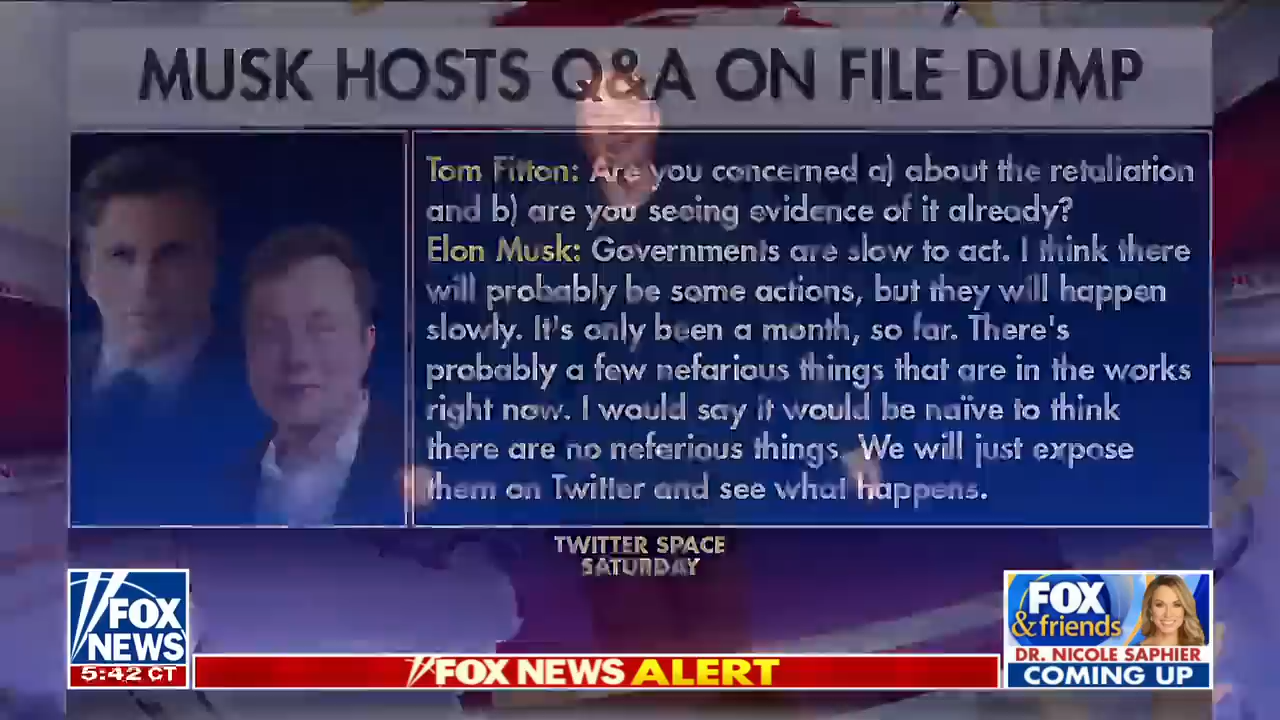 MUSK HOSTS Q&A ON FILE DUMP
Tom Fitton: Are you concerned a) about the retaliation
and b) are you seeing evidence of it already?
Elon Musk: Governments are slow to act. I think there
will probably be some actions, but they will happen
slowly. It's only been a month, so far. There's
probably a few nefarious things that are in the works
right now. I would say it would be naïve to think
there are no nefarious things. We will just expose
them on Twitter and see what happens.
TWITTER SPACE
SATURDAY
FOX
NEWS
5:42 CT
FOX NEWS ALERT
FOX
&friends
DR. NICOLE SAPHIER
COMING UP